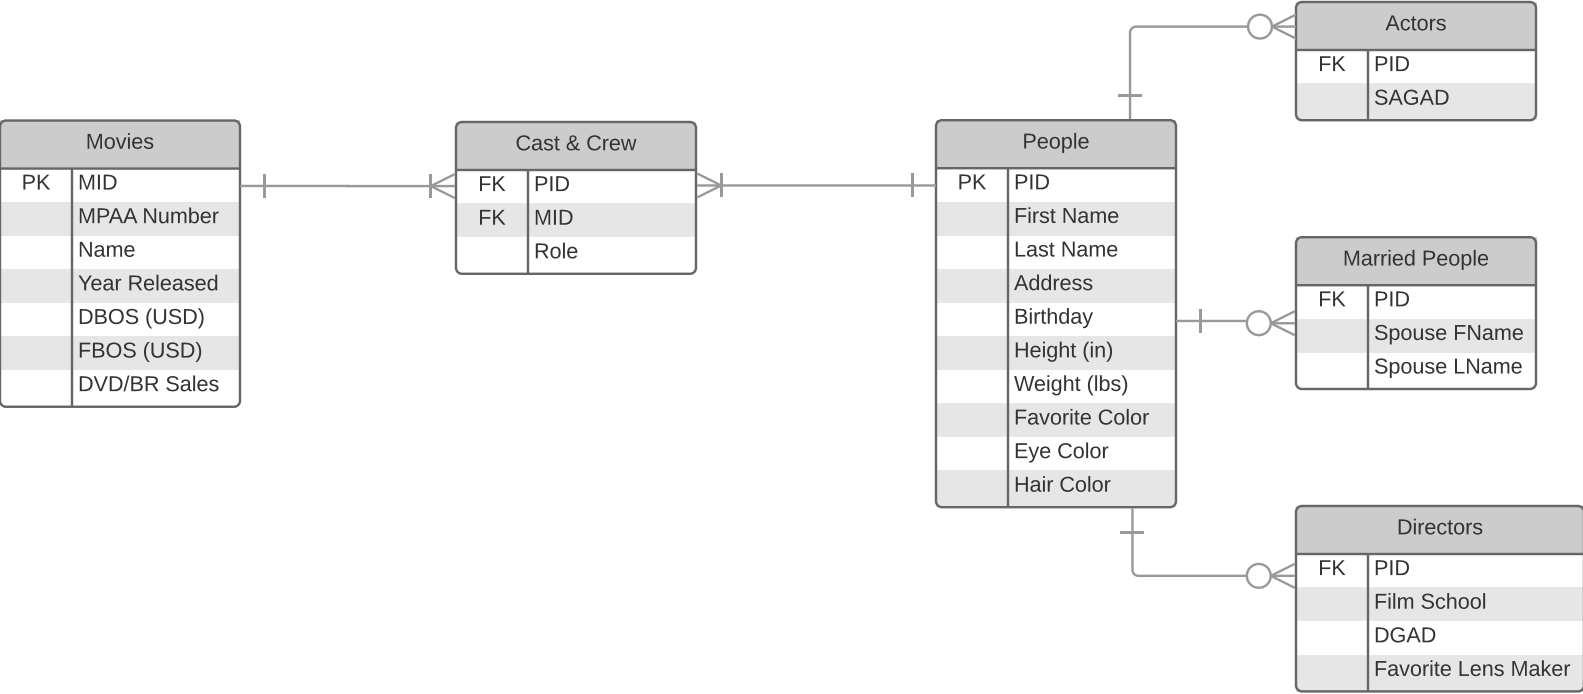 Movies
PK MID
MPAA Number
Name
Year Released
DBOS (USD)
FBOS (USD)
DVD/BR Sales
Cast & Crew
FK PID
FK MID
Role
People
PK PID
First Name
Last Name
Address
Birthday
Height (in)
Weight (lbs)
Favorite Color
Eye Color
Hair Color
Actors
FK PID
SAGAD
Married People
FK PID
Spouse FName
Spouse LName
Directors
FK PID
Film School
DGAD
Favorite Lens Maker